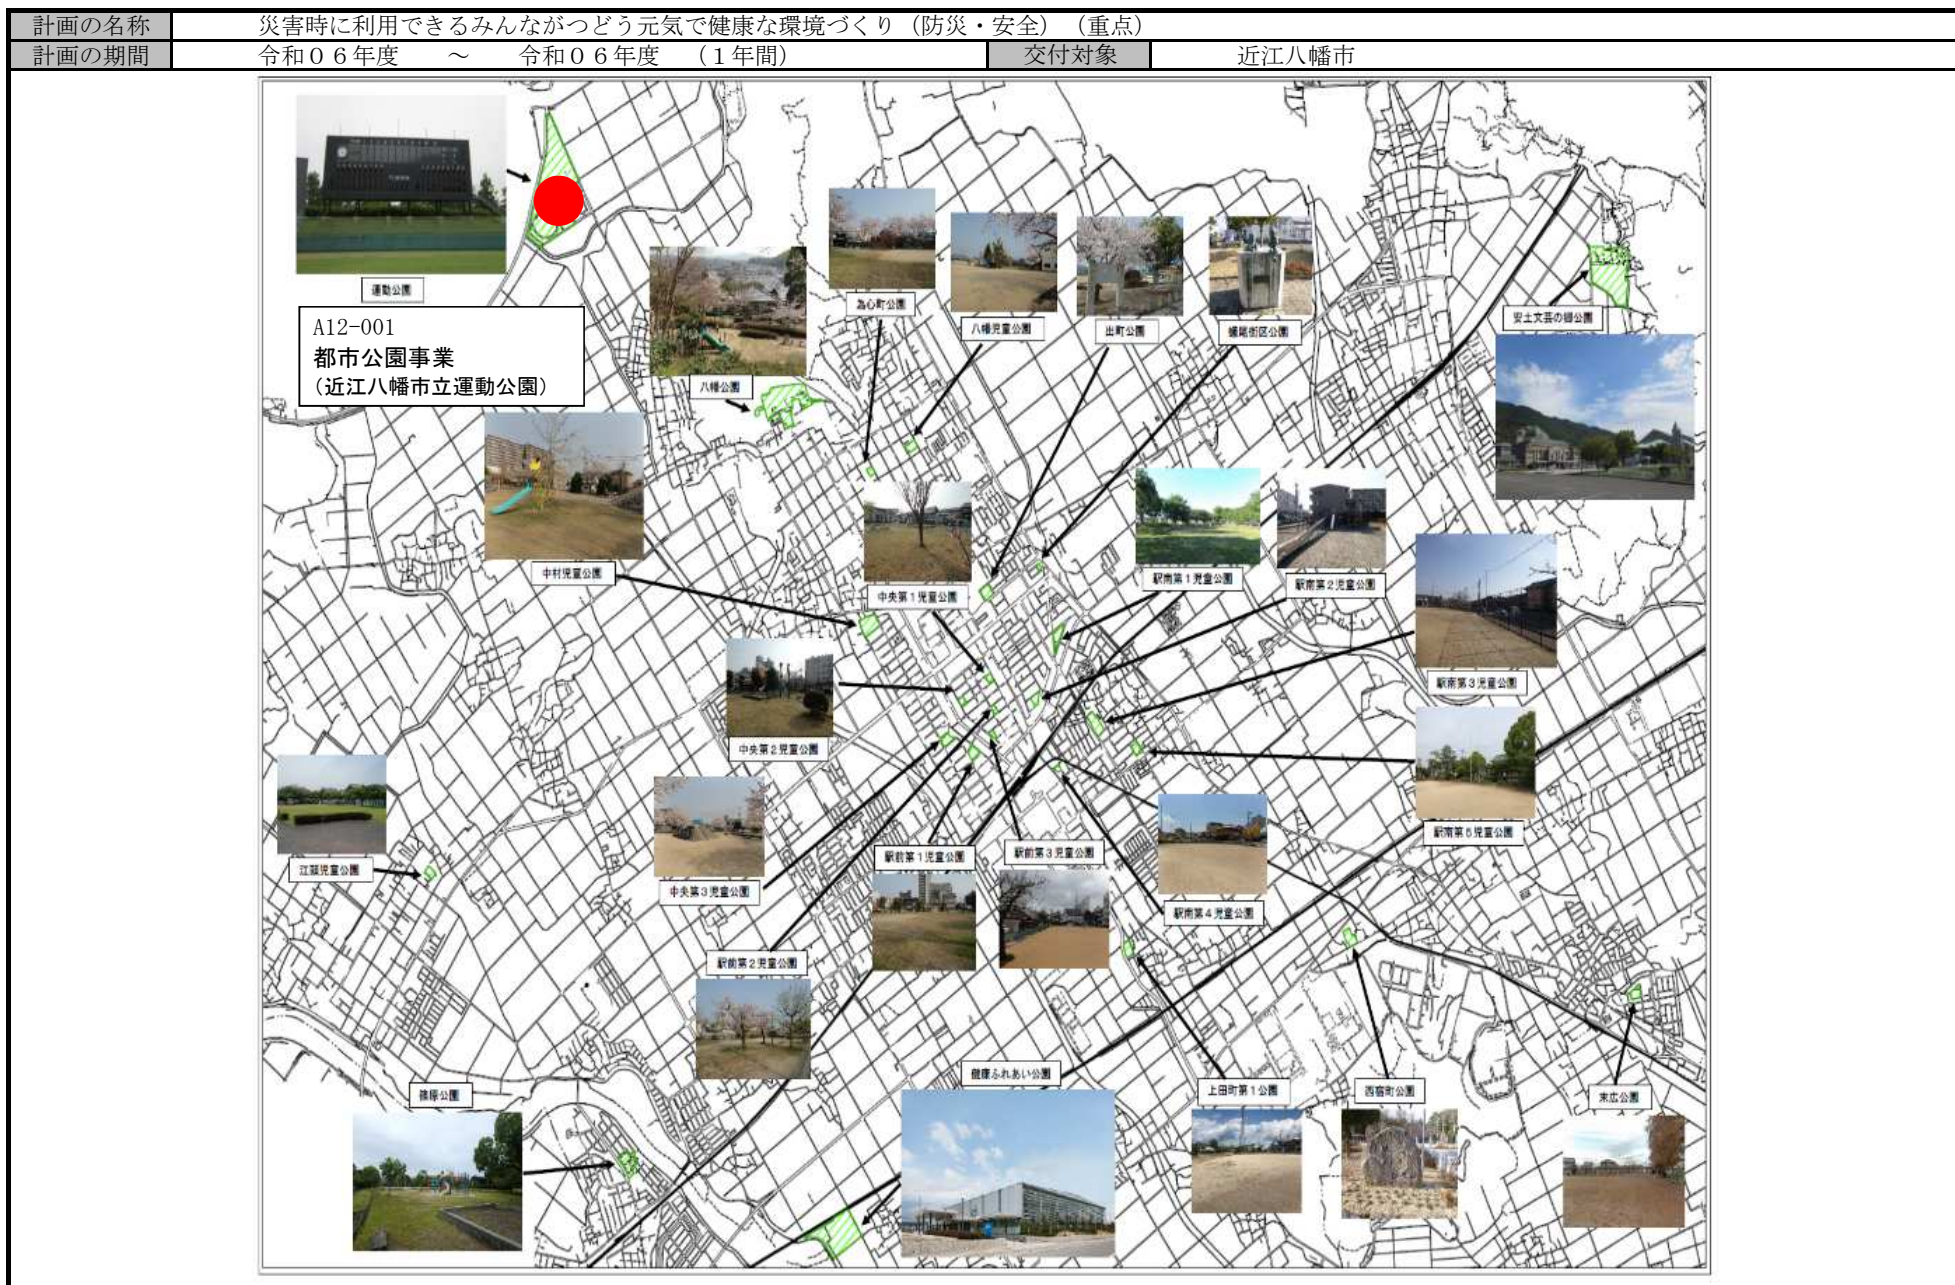 計画の名称
災害時に利用できるみんながつどう元気で健康な環境づくり（防災・安全）（重点）
計画の期間
令和０６年度　～　令和０６年度　（１年間）
交付対象
近江八幡市
運動公園
A12-001
都市公園事業
（近江八幡市立運動公園）
八幡公園
為心町公園
八幡児童公園
出町公園
蟠尾街区公園
安土文芸の郷公園
中村児童公園
中央第１児童公園
駅南第１児童公園
駅南第２児童公園
駅南第３児童公園
中央第２児童公園
駅南第５児童公園
江頭児童公園
中央第３児童公園
駅前第１児童公園
駅前第３児童公園
駅南第４児童公園
駅前第２児童公園
篠原公園
健康ふれあい公園
上田町第１公園
西宿町公園
末広公園